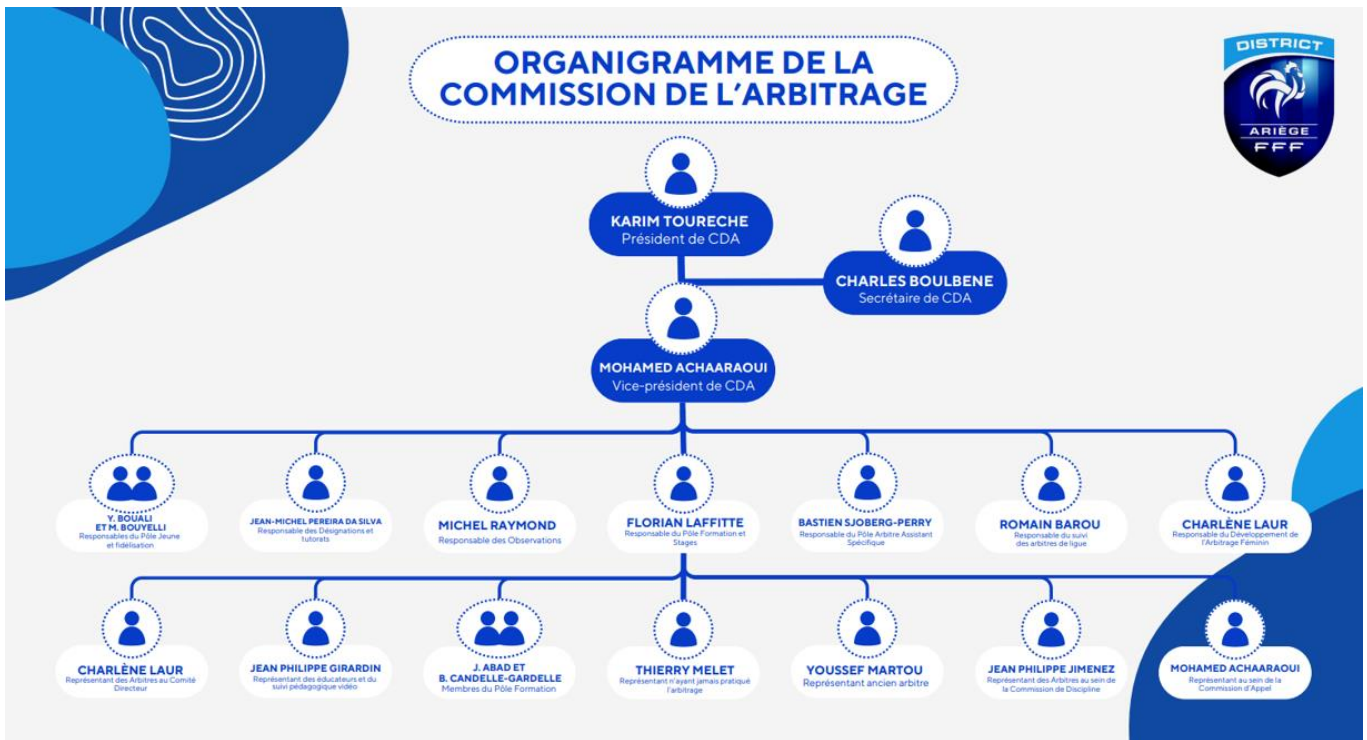 ORGANIGRAMME DE LA
COMMISSION DE L'ARBITRAGE
DISTRICT
ARIÈGE
FFF
KARIM TOURECHE
Président de CDA
CHARLES BOULBENE
Secrétaire de CDA
MOHAMED ACHAARAOUI
Vice-président de CDA
Y. BOUALI
ET M. BOUYELLI
Responsables du Pôle Jeune
et fidélisation
JEAN-MICHEL PEREIRA DA SILVA
Responsable des Désignations et
tutorats
MICHEL RAYMOND
Responsable des Observations
FLORIAN LAFFITTE
Responsable du Pôle Formation et
Stages
BASTIEN SJOBERG-PERRY
Responsable du Pôle Arbitre Assistant
Spécifique
ROMAIN BAROU
Responsable du suivi
des arbitres de ligue
CHARLÈNE LAUR
Responsable du Développement de
l'Arbitrage Féminin
CHARLÈNE LAUR
Représentant des Arbitres au Comité
Directeur
JEAN PHILIPPE GIRARDIN
Représentant des éducateurs et du
suivi pédagogique vidéo
J. ABAD ET
B. CANDELLE-GARDELLE
Membres du Pôle Formation
THIERRY MELET
Représentant n'ayant jamais pratiqué
l'arbitrage
YOUSSEF MARTOU
Représentant ancien arbitre
JEAN PHILIPPE JIMENEZ
Représentant des Arbitres au sein de
la Commission de Discipline
MOHAMED ACHAARAOUI
Représentant au sein de la
Commission d'Appel